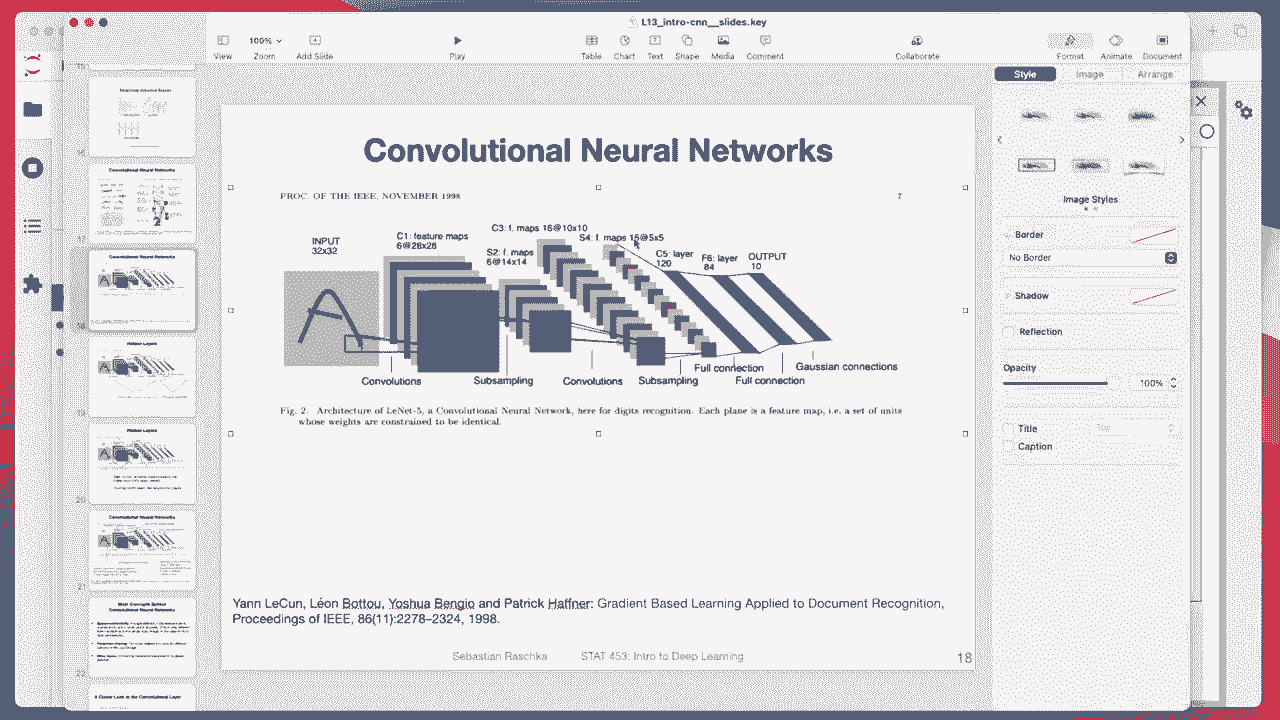 L13_intro-cnn__slides.key
100%
View Zoom Add Slide Play Table Chart Text Shape Media Comment Collaborate Format Animate Document
Style Image Arrange
Convolutional Neural Networks
PROC. OF THE IEEE, NOVEMBER 1998 7
INPUT
32x32
C1: feature maps
6@28x28
S2: f. maps
6@14x14
C3: f. maps 16@10x10
S4: f. maps 16@5x5
C5: layer
120
F6: layer
84
OUTPUT
10
Convolutions
Subsampling
Convolutions
Subsampling
Full connection
Full connection
Gaussian connections
Fig. 2. Architecture of LeNet-5, a Convolutional Neural Network, here for digits recognition. Each plane is a feature map, i.e. a set of units
whose weights are constrained to be identical.
Yann LeCun, Léon Bottou, Yoshua Bengio and Patrick Haffner: Gradient Based Learning Applied to Document Recognition,
Proceedings of IEEE, 86(11):2278–2324, 1998.
Sebastian Raschka STAT 453: Intro to Deep Learning 18
Image Styles
Border
No Border
Shadow
Reflection
Opacity
100%
Title Top
Caption
Convolutional Neural Networks
Convolutional Neural Networks
Hidden Layers
Hidden Layers
Convolutional Neural Networks
Main Concepts Behind
Convolutional Neural Networks
22
A Closer Look at the Convolutional Layer